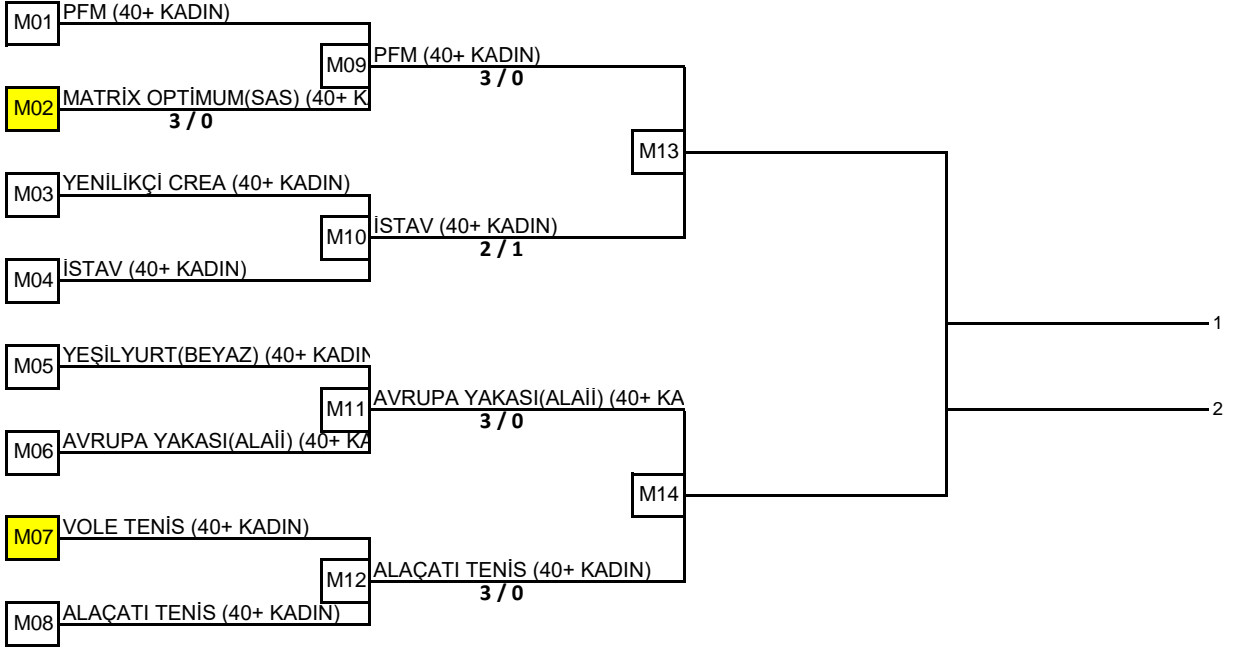 M01 PFM (40+ KADIN)
M09 PFM (40+ KADIN)
3 / 0
M02 MATRİX OPTİMUM(SAS) (40+ K
3 / 0
M13
M03 YENİLİKÇİ CREA (40+ KADIN)
M10 İSTAV (40+ KADIN)
2 / 1
M04 İSTAV (40+ KADIN)
1
M05 YEŞİLYURT(BEYAZ) (40+ KADIN
M11 AVRUPA YAKASI(ALAİİ) (40+ KA
3 / 0
2
M06 AVRUPA YAKASI(ALAİİ) (40+ KA
M14
M07 VOLE TENİS (40+ KADIN)
M12 ALAÇATI TENİS (40+ KADIN)
3 / 0
M08 ALAÇATI TENİS (40+ KADIN)